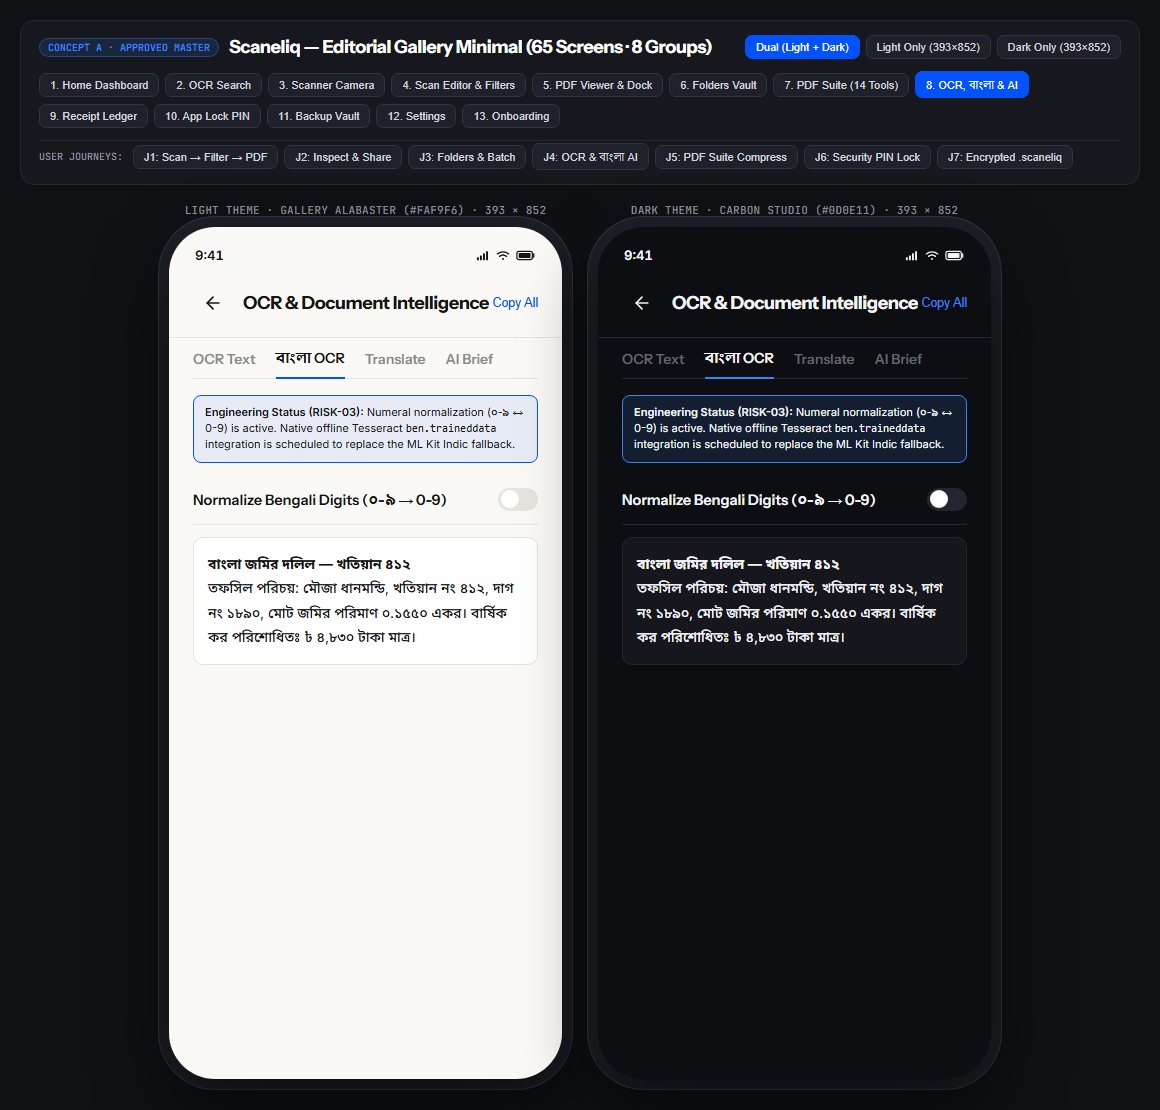 CONCEPT A · APPROVED MASTER
Scaneliq — Editorial Gallery Minimal (65 Screens · 8 Groups)
Dual (Light + Dark)
Light Only (393×852)
Dark Only (393×852)
1. Home Dashboard
2. OCR Search
3. Scanner Camera
4. Scan Editor & Filters
5. PDF Viewer & Dock
6. Folders Vault
7. PDF Suite (14 Tools)
8. OCR, বাংলা & AI
9. Receipt Ledger
10. App Lock PIN
11. Backup Vault
12. Settings
13. Onboarding
USER JOURNEYS:
J1: Scan → Filter → PDF
J2: Inspect & Share
J3: Folders & Batch
J4: OCR & বাংলা AI
J5: PDF Suite Compress
J6: Security PIN Lock
J7: Encrypted .scaneliq
LIGHT THEME · GALLERY ALABASTER (#FAF9F6) · 393 × 852
9:41
OCR & Document Intelligence
Copy All
OCR Text
বাংলা OCR
Translate
AI Brief
Engineering Status (RISK-03): Numeral normalization (০-৯ ↔
0-9) is active. Native offline Tesseract ben.traineddata
integration is scheduled to replace the ML Kit Indic fallback.
Normalize Bengali Digits (০-৯ → 0-9)
বাংলা জমির দলিল — খতিয়ান ৪১২
তফসিল পরিচয়: মৌজা ধানমন্ডি, খতিয়ান নং ৪১২, দাগ
নং ১৮৯০, মোট জমির পরিমাণ ০.১৫৫০ একর। বার্ষিক
কর পরিশোধিতঃ ৳ ৪,৮৩০ টাকা মাত্র।
DARK THEME · CARBON STUDIO (#0D0E11) · 393 × 852
9:41
OCR & Document Intelligence
Copy All
OCR Text
বাংলা OCR
Translate
AI Brief
Engineering Status (RISK-03): Numeral normalization (০-৯ ↔
0-9) is active. Native offline Tesseract ben.traineddata
integration is scheduled to replace the ML Kit Indic fallback.
Normalize Bengali Digits (০-৯ → 0-9)
বাংলা জমির দলিল — খতিয়ান ৪১২
তফসিল পরিচয়: মৌজা ধানমন্ডি, খতিয়ান নং ৪১২, দাগ
নং ১৮৯০, মোট জমির পরিমাণ ০.১৫৫০ একর। বার্ষিক
কর পরিশোধিতঃ ৳ ৪,৮৩০ টাকা মাত্র।